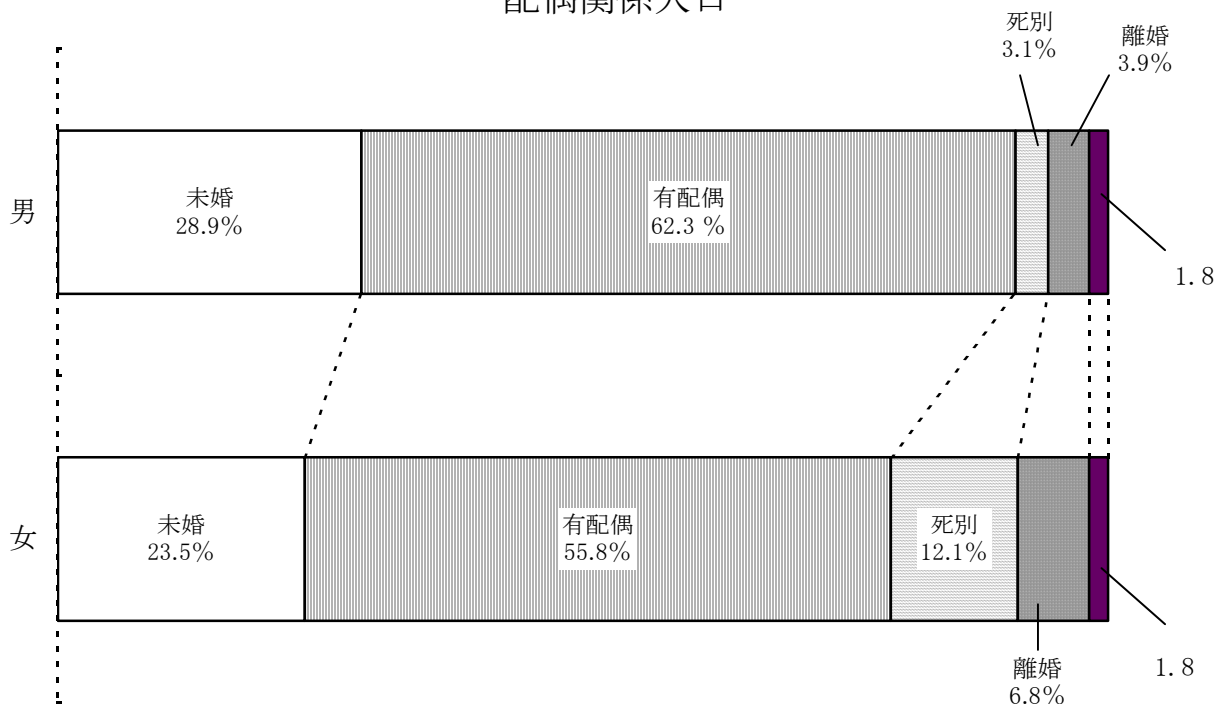 配偶関係人口
死別
3.1%
離婚
3.9%
男
未婚
28.9%
有配偶
62.3 %
1.8
女
未婚
23.5%
有配偶
55.8%
死別
12.1%
離婚
6.8%
1.8